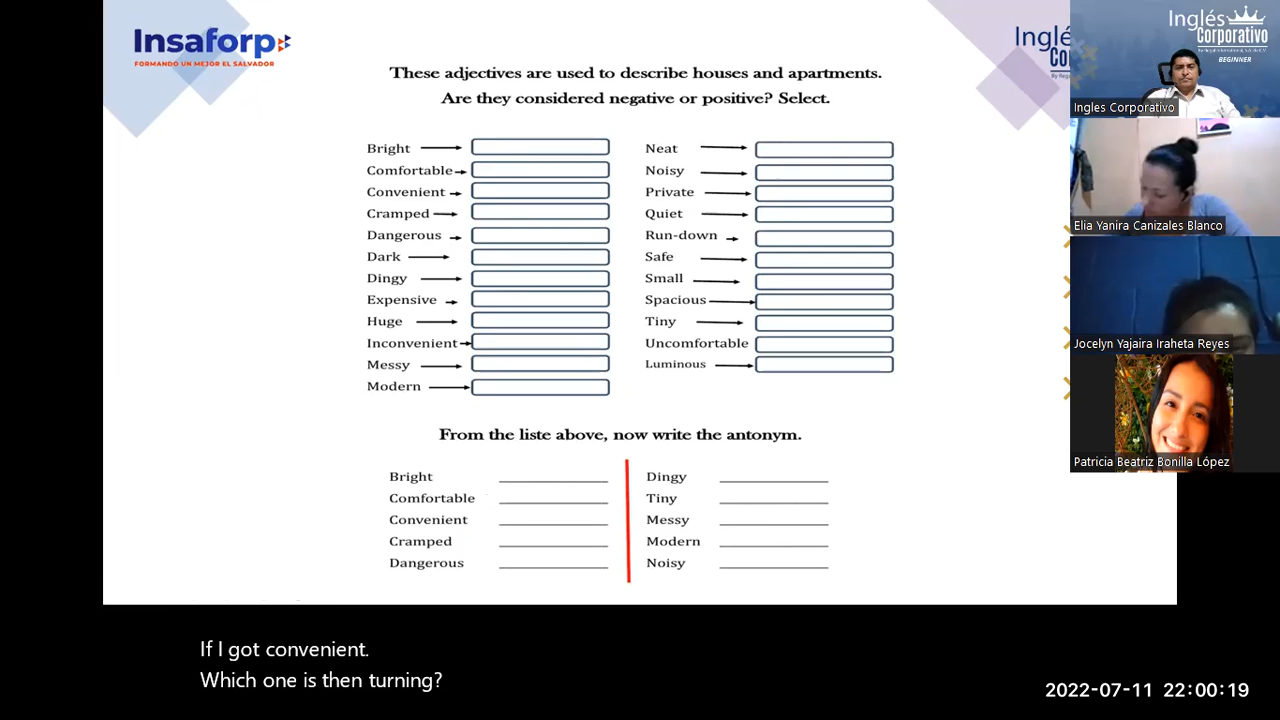 Insaforp
FORMANDO UN MEJOR EL SALVADOR
Inglés
Corporativo
BEGINNER
Ingles Corporativo
Elia Yanira Canizales Blanco
Jocelyn Yajaira Iraheta Reyes
Patricia Beatriz Bonilla López
These adjectives are used to describe houses and apartments.
Are they considered negative or positive? Select.
Bright
Comfortable
Convenient
Cramped
Dangerous
Dark
Dingy
Expensive
Huge
Inconvenient
Messy
Modern
Neat
Noisy
Private
Quiet
Run-down
Safe
Small
Spacious
Tiny
Uncomfortable
Luminous
From the liste above, now write the antonym.
Bright
Comfortable
Convenient
Cramped
Dangerous
Dingy
Tiny
Messy
Modern
Noisy
If I got convenient.
Which one is then turning?
2022-07-11 22:00:19